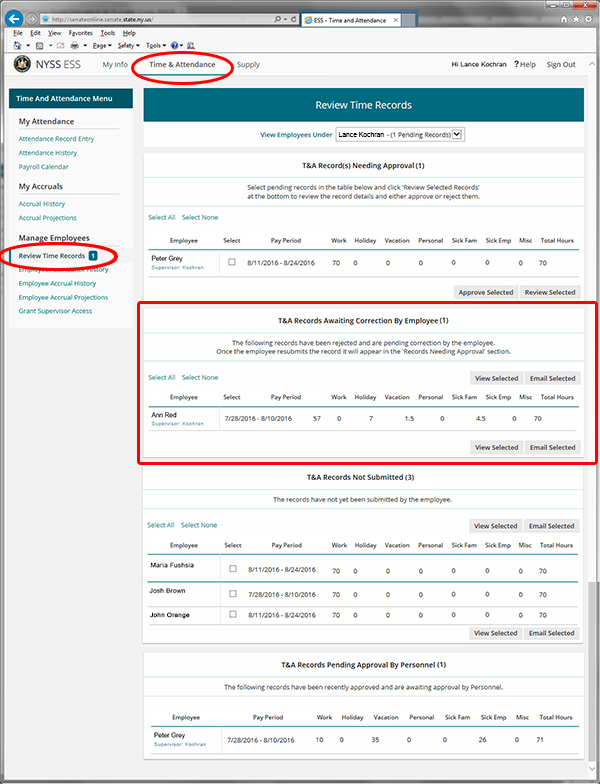 http://senateonline.senate.state.ny.us/
ESS - Time and Attendance
File Edit View Favorites Tools Help
Page Safety Tools
NYSS ESS My Info Time & Attendance Supply Hi Lance Kochran ? Help Sign Out
Time And Attendance Menu
My Attendance
Attendance Record Entry
Attendance History
Payroll Calendar
My Accruals
Accrual History
Accrual Projections
Manage Employees
Review Time Records 1
Employee Attendance History
Employee Accrual History
Employee Accrual Projections
Grant Supervisor Access
Review Time Records
View Employees Under Lance Kochran - (1 Pending Records)
T&A Record(s) Needing Approval (1)
Select pending records in the table below and click 'Review Selected Records'
at the bottom to review the record details and either approve or reject them.
Select All Select None
Employee Select Pay Period Work Holiday Vacation Personal Sick Fam Sick Emp Misc Total Hours
Peter Grey 8/11/2016 - 8/24/2016 70 0 0 0 0 0 0 70
Supervisor: Kochran
Approve Selected Review Selected
T&A Records Awaiting Correction By Employee (1)
The following records have been rejected and are pending correction by the employee.
Once the employee resubmits the record it will appear in the 'Records Needing Approval' section.
View Selected Email Selected
Select All Select None
Employee Select Pay Period Work Holiday Vacation Personal Sick Fam Sick Emp Misc Total Hours
Ann Red 7/28/2016 - 8/10/2016 57 0 7 1.5 0 4.5 0 70
Supervisor: Kochran
View Selected Email Selected
T&A Records Not Submitted (3)
The records have not yet been submitted by the employee.
Select All Select None View Selected Email Selected
Employee Select Pay Period Work Holiday Vacation Personal Sick Fam Sick Emp Misc Total Hours
Maria Fushsia 8/11/2016 - 8/24/2016 70 0 0 0 0 0 0 70
Josh Brown 7/28/2016 - 8/10/2016 70 0 0 0 0 0 0 70
John Orange 8/11/2016 - 8/24/2016 70 0 0 0 0 0 0 70
View Selected Email Selected
T&A Records Pending Approval By Personnel (1)
The following records have been recently approved and are awaiting approval by Personnel.
Employee Pay Period Work Holiday Vacation Personal Sick Fam Sick Emp Misc Total Hours
Peter Grey 7/28/2016 - 8/10/2016 10 0 35 0 0 26 0 71
Supervisor: Kochran